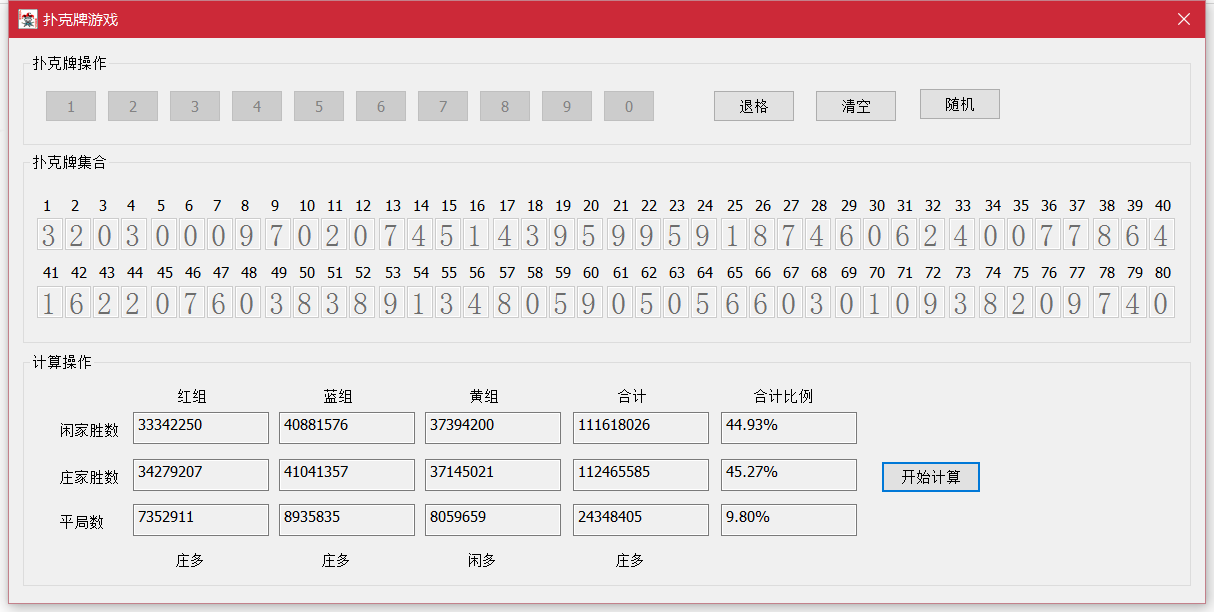 扑克牌游戏
扑克牌操作
1 2 3 4 5 6 7 8 9 0 退格 清空 随机
扑克牌集合
1 2 3 4 5 6 7 8 9 10 11 12 13 14 15 16 17 18 19 20 21 22 23 24 25 26 27 28 29 30 31 32 33 34 35 36 37 38 39 40
3 2 0 3 0 0 0 9 7 0 2 0 7 4 5 1 4 3 9 5 9 9 5 9 1 8 7 4 6 0 6 2 4 0 0 7 7 8 6 4
41 42 43 44 45 46 47 48 49 50 51 52 53 54 55 56 57 58 59 60 61 62 63 64 65 66 67 68 69 70 71 72 73 74 75 76 77 78 79 80
1 6 2 2 0 7 6 0 3 8 3 8 9 1 3 4 8 0 5 9 0 5 0 5 6 6 0 3 0 1 0 9 3 8 2 0 9 7 4 0
计算操作
红组 蓝组 黄组 合计 合计比例
闲家胜数 33342250 40881576 37394200 111618026 44.93%
庄家胜数 34279207 41041357 37145021 112465585 45.27% 开始计算
平局数 7352911 8935835 8059659 24348405 9.80%
庄多 庄多 闲多 庄多